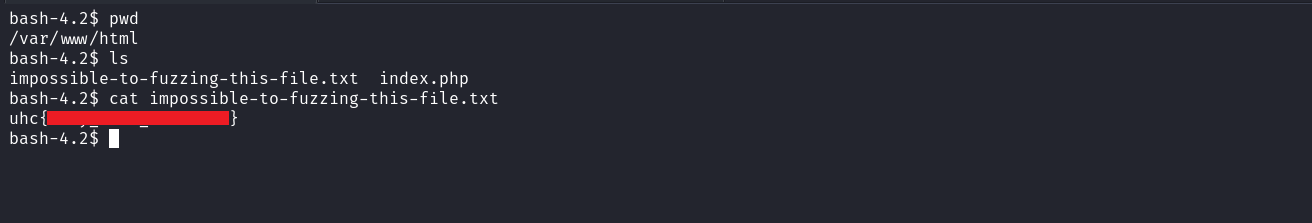 bash-4.2$ pwd
/var/www/html
bash-4.2$ ls
impossible-to-fuzzing-this-file.txt  index.php
bash-4.2$ cat impossible-to-fuzzing-this-file.txt
uhc{}
bash-4.2$